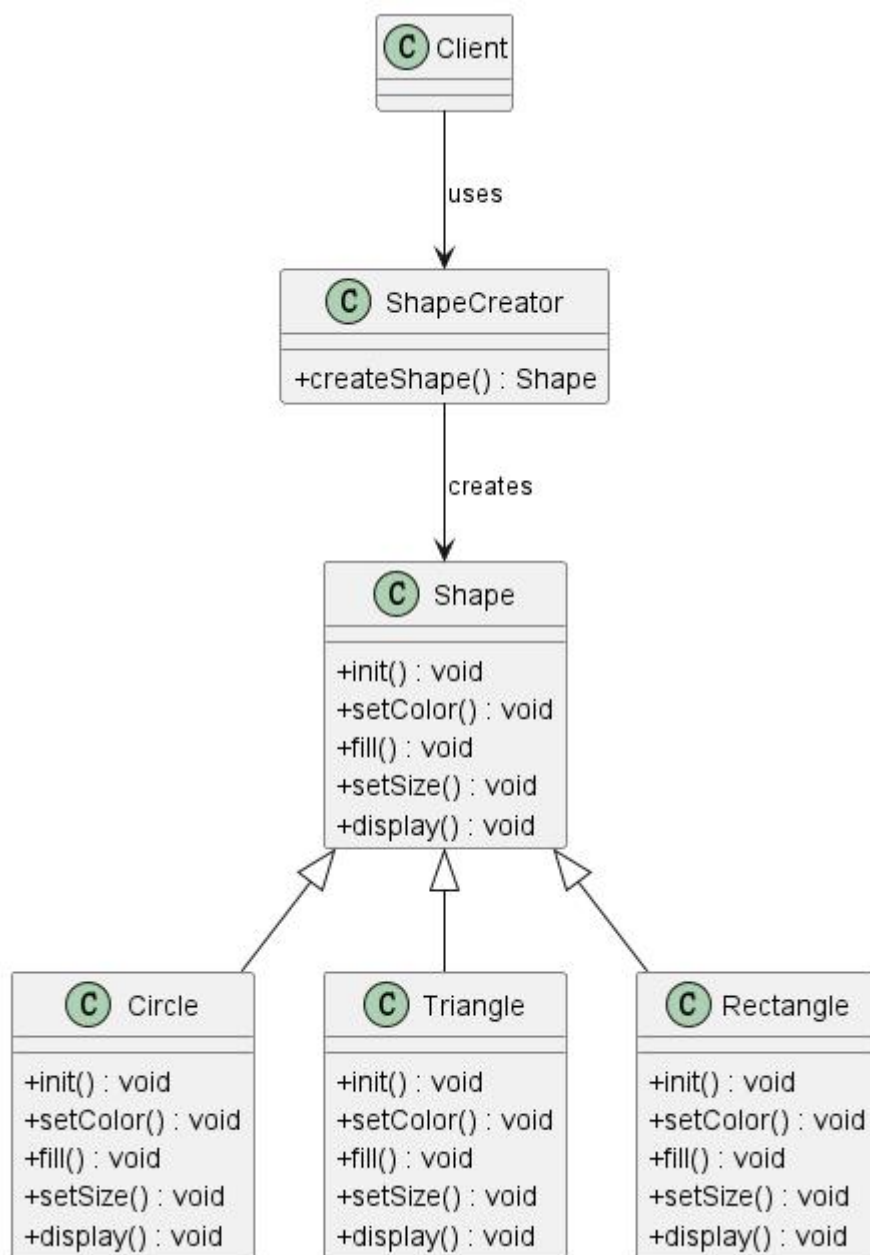 C Client
uses
C ShapeCreator
+createShape() : Shape
creates
C Shape
+init() : void
+setColor() : void
+fill() : void
+setSize() : void
+display() : void
C Circle
+init() : void
+setColor() : void
+fill() : void
+setSize() : void
+display() : void
C Triangle
+init() : void
+setColor() : void
+fill() : void
+setSize() : void
+display() : void
C Rectangle
+init() : void
+setColor() : void
+fill() : void
+setSize() : void
+display() : void